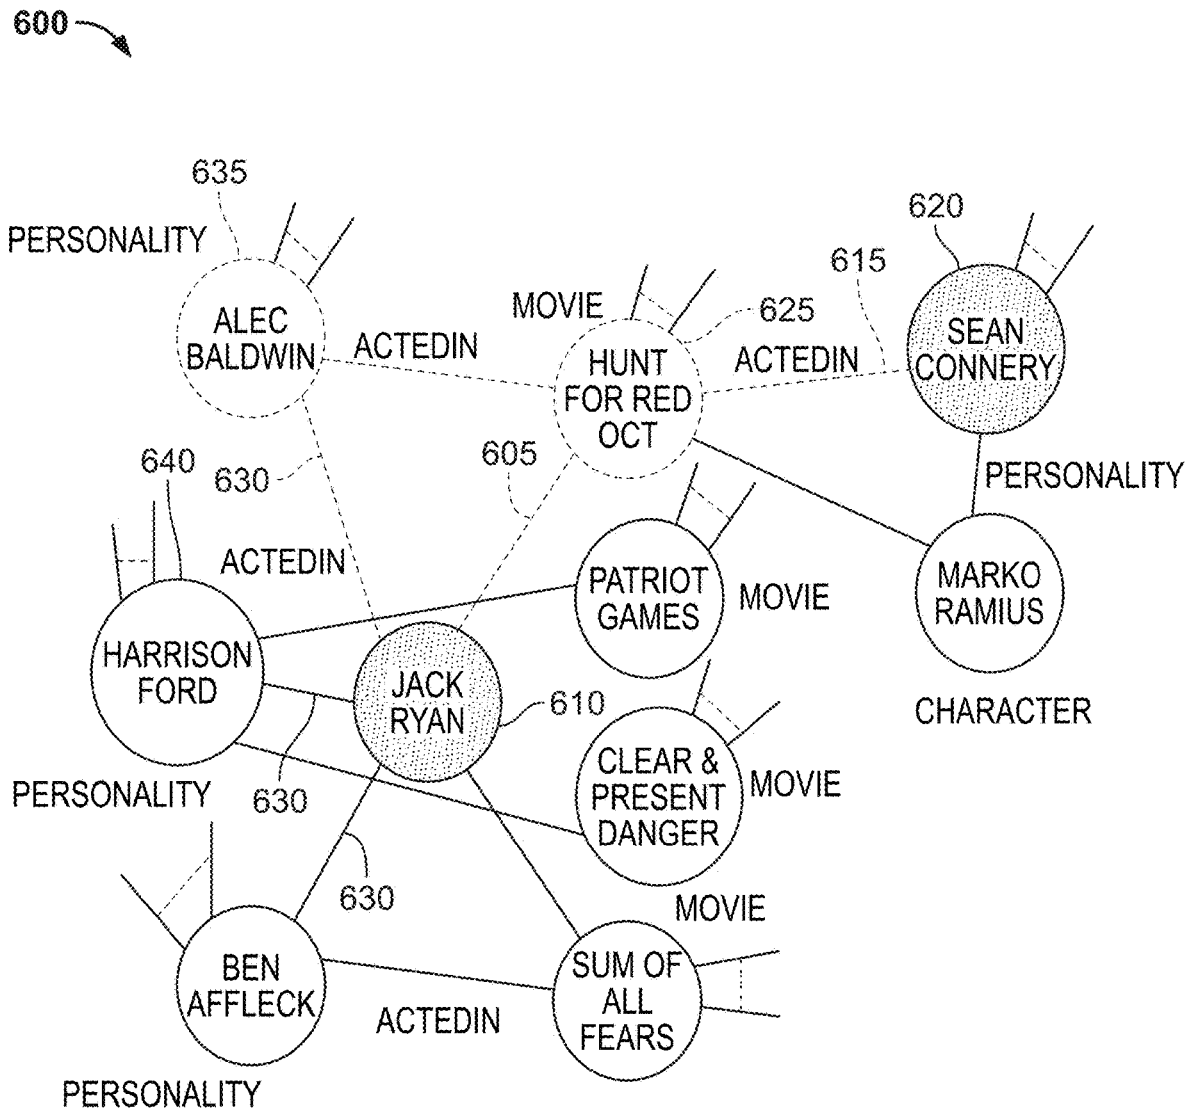 600
635
PERSONALITY
620
615
MOVIE
625
ALEC
BALDWIN
ACTEDIN
HUNT
FOR RED
OCT
ACTEDIN
SEAN
CONNERY
640
630
605
PERSONALITY
ACTEDIN
PATRIOT
GAMES
MOVIE
MARKO
RAMIUS
HARRISON
FORD
JACK
RYAN
610
CHARACTER
PERSONALITY
630
CLEAR &
PRESENT
DANGER
MOVIE
630
MOVIE
BEN
AFFLECK
ACTEDIN
SUM OF
ALL
FEARS
PERSONALITY